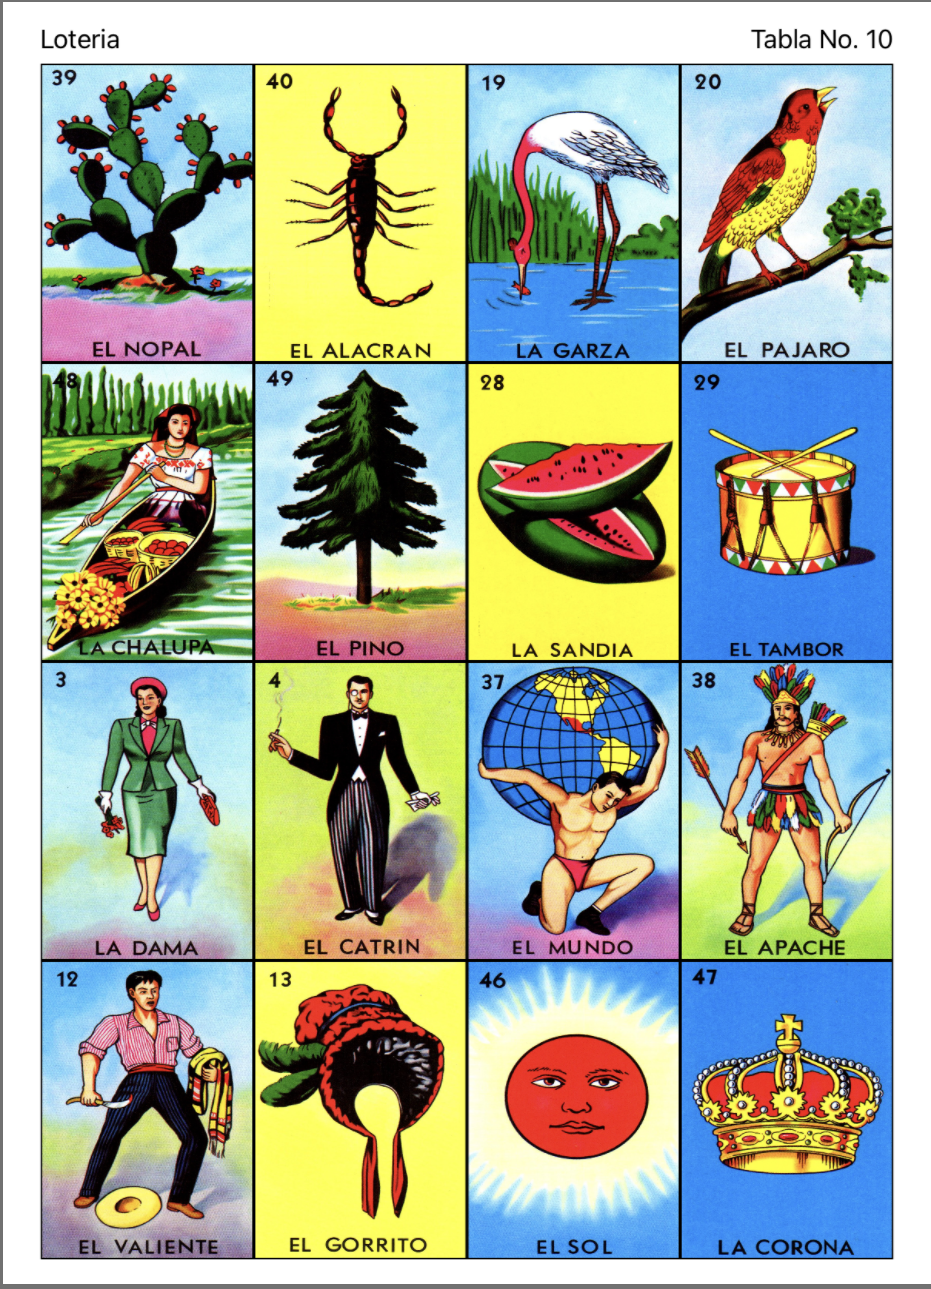 Loteria
Tabla No. 10
39
EL NOPAL
40
EL ALACRAN
19
LA GARZA
20
EL PAJARO
48
LA CHALUPA
49
EL PINO
28
LA SANDIA
29
EL TAMBOR
3
LA DAMA
4
EL CATRIN
37
EL MUNDO
38
EL APACHE
12
EL VALIENTE
13
EL GORRITO
46
EL SOL
47
LA CORONA